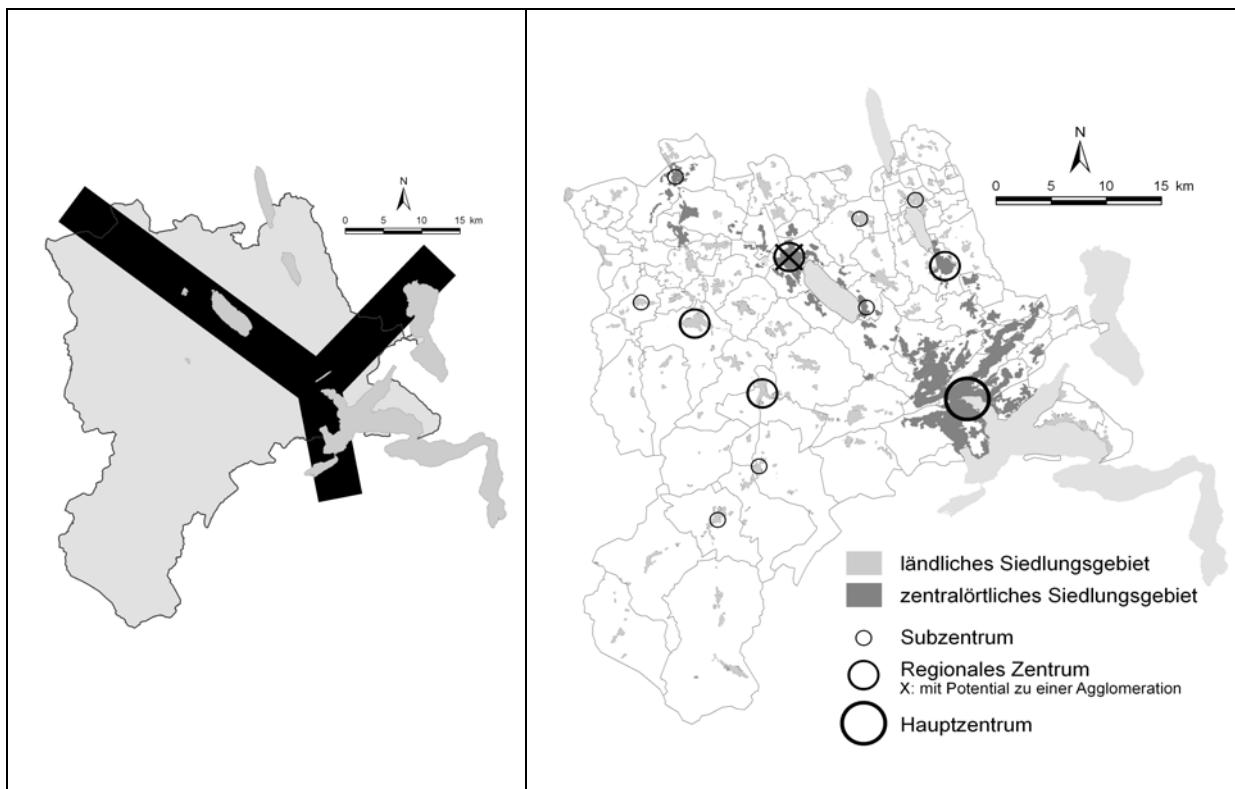 N
0 5 10 15 km
N
0 5 10 15 km
ländliches Siedlungsgebiet
zentralörtliches Siedlungsgebiet
Subzentrum
Regionales Zentrum
X: mit Potential zu einer Agglomeration
Hauptzentrum